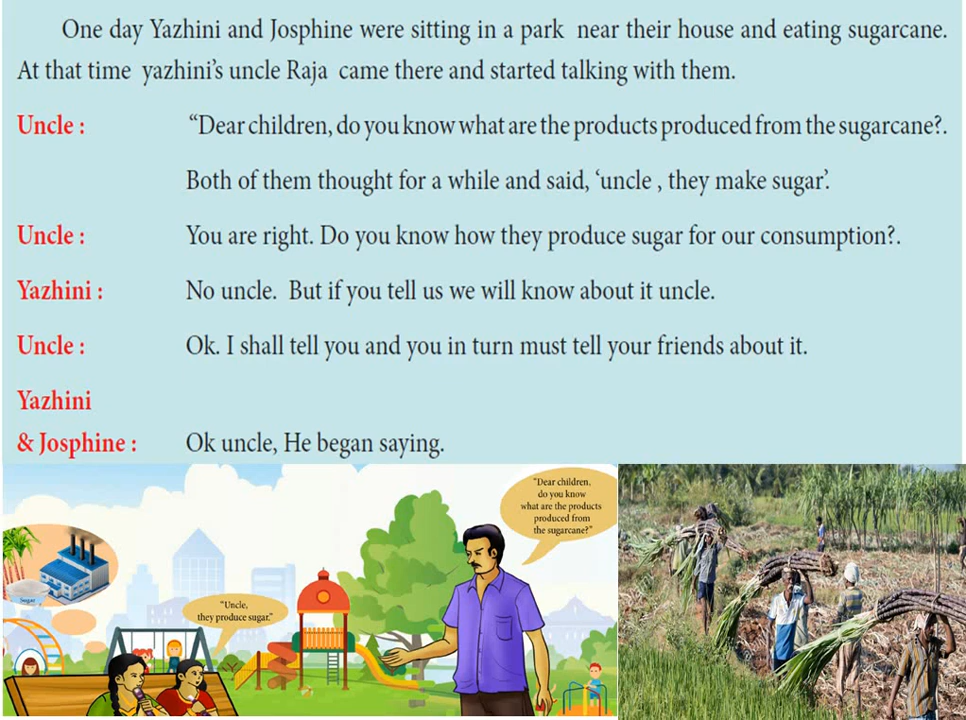 One day Yazhini and Josphine were sitting in a park near their house and eating sugarcane.
At that time yazhini’s uncle Raja came there and started talking with them.
Uncle : “Dear children, do you know what are the products produced from the sugarcane?.
Both of them thought for a while and said, ‘uncle , they make sugar’.
Uncle : You are right. Do you know how they produce sugar for our consumption?.
Yazhini : No uncle. But if you tell us we will know about it uncle.
Uncle : Ok. I shall tell you and you in turn must tell your friends about it.
Yazhini
& Josphine : Ok uncle, He began saying.
“Dear children,
do you know
what are the products
produced from
the sugarcane?”
Sugar
“Uncle,
they produce sugar.”